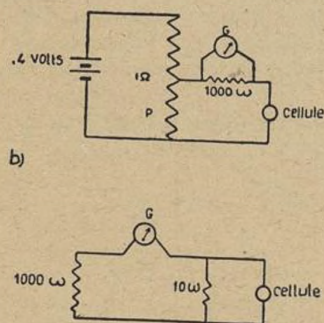 G
.4 volts
1Ω
1000 ω
P
cellule
b)
G
1000 ω
10 ω
cellule